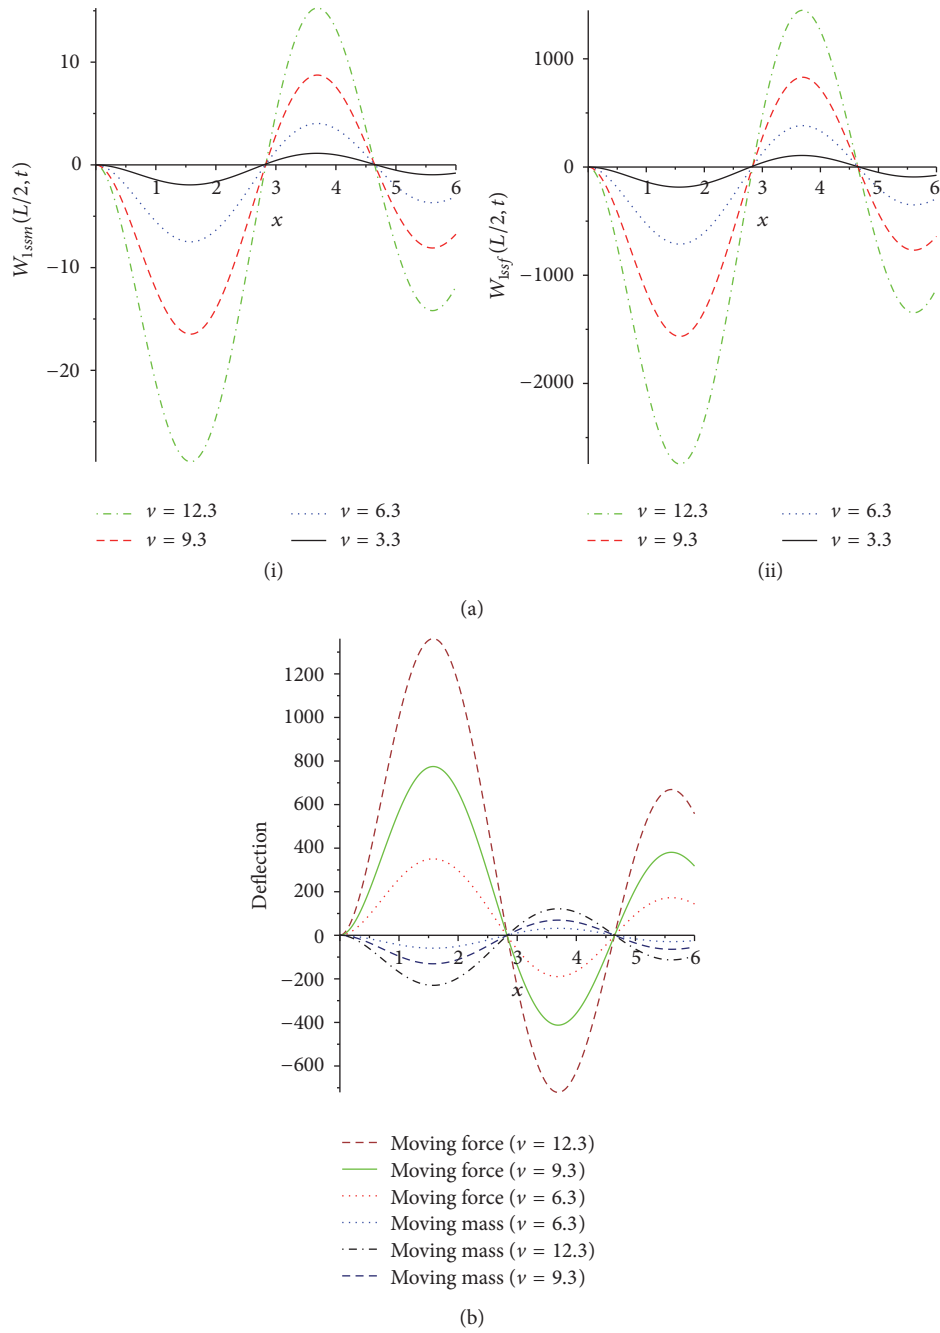 10
0
−10
−20
1 2 3 4 5 6
x
W1ssm(L/2, t)
v = 12.3 v = 6.3
v = 9.3 v = 3.3
(i)
1000
0
−1000
−2000
1 2 3 4 5 6
x
W1ssf(L/2, t)
v = 12.3 v = 6.3
v = 9.3 v = 3.3
(ii)
(a)
1200
1000
800
600
400
200
0
−200
−400
−600
1 2 3 4 5 6
x
Deflection
Moving force (v = 12.3)
Moving force (v = 9.3)
Moving force (v = 6.3)
Moving mass (v = 6.3)
Moving mass (v = 12.3)
Moving mass (v = 9.3)
(b)